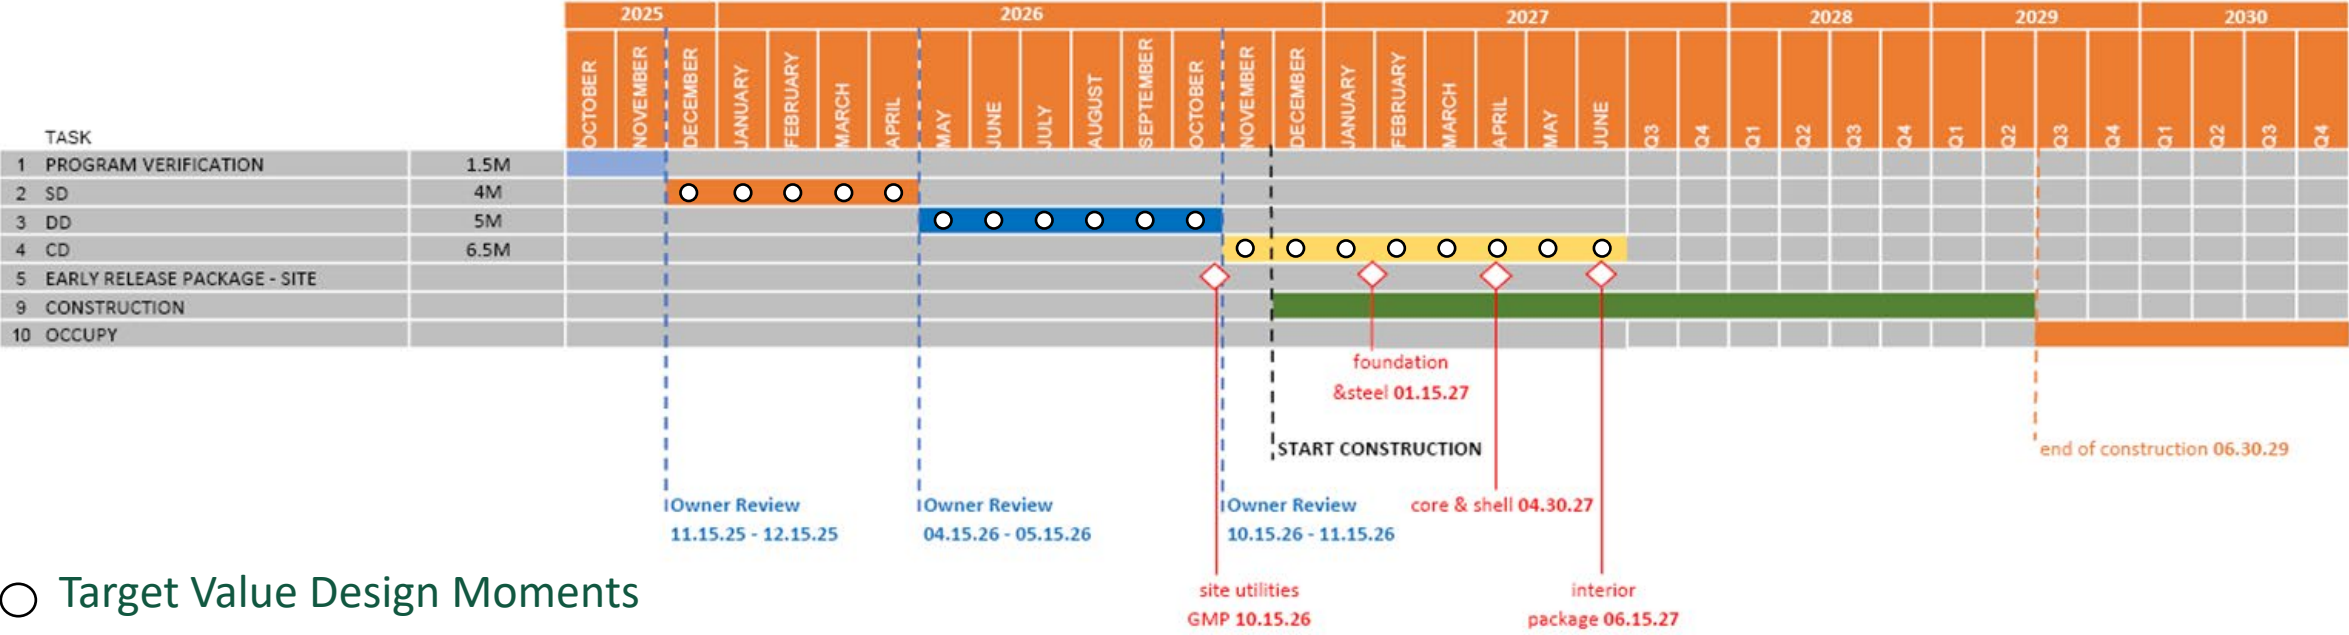 2025 2026 2027 2028 2029 2030
TASK OCTOBER NOVEMBER DECEMBER JANUARY FEBRUARY MARCH APRIL MAY JUNE JULY AUGUST SEPTEMBER OCTOBER NOVEMBER DECEMBER JANUARY FEBRUARY MARCH APRIL MAY JUNE Q3 Q4 Q1 Q2 Q3 Q4 Q1 Q2 Q3 Q4 Q1 Q2 Q3 Q4
1 PROGRAM VERIFICATION 1.5M
2 SD 4M
3 DD 5M
4 CD 6.5M
5 EARLY RELEASE PACKAGE - SITE
9 CONSTRUCTION
10 OCCUPY
foundation
&steel 01.15.27
START CONSTRUCTION
end of construction 06.30.29
Owner Review
11.15.25 - 12.15.25
Owner Review
04.15.26 - 05.15.26
Owner Review
10.15.26 - 11.15.26
core & shell 04.30.27
site utilities
GMP 10.15.26
interior
package 06.15.27
Target Value Design Moments